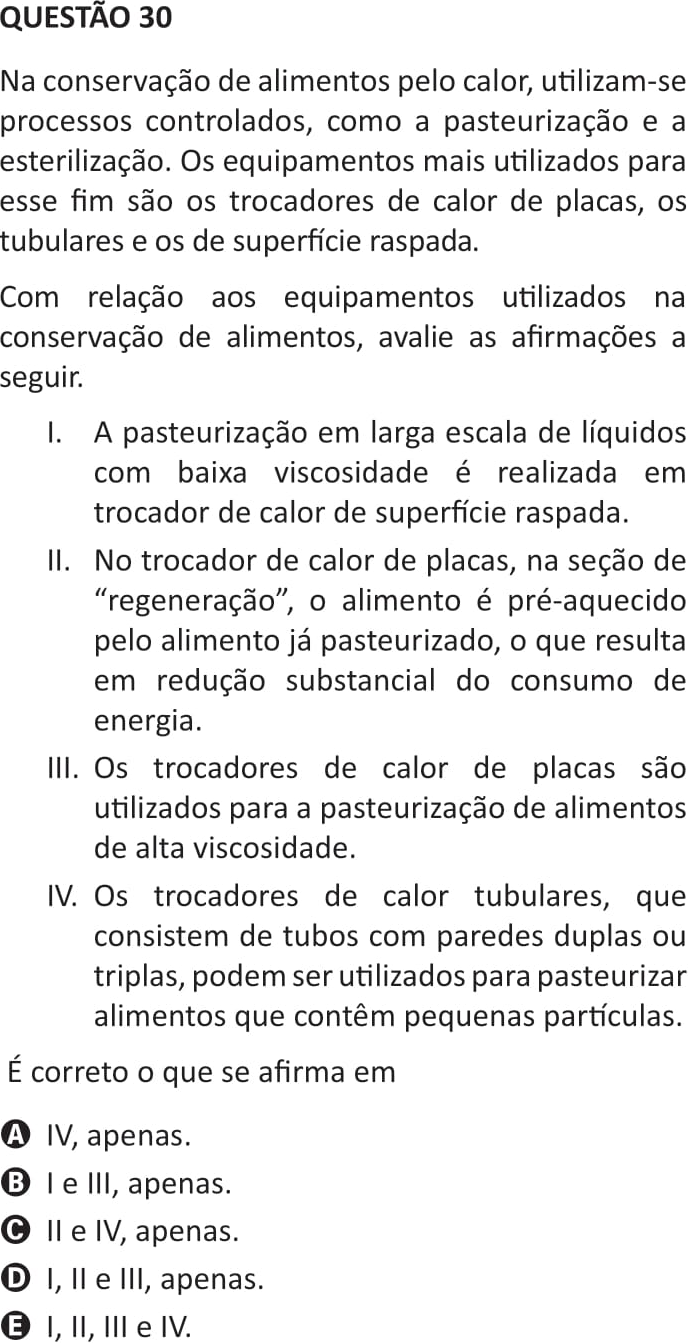 QUESTÃO 30
Na conservação de alimentos pelo calor, utilizam-se
processos controlados, como a pasteurização e a
esterilização. Os equipamentos mais utilizados para
esse fim são os trocadores de calor de placas, os
tubulares e os de superfície raspada.
Com relação aos equipamentos utilizados na
conservação de alimentos, avalie as afirmações a
seguir.
I. A pasteurização em larga escala de líquidos
com baixa viscosidade é realizada em
trocador de calor de superfície raspada.
II. No trocador de calor de placas, na seção de
“regeneração”, o alimento é pré-aquecido
pelo alimento já pasteurizado, o que resulta
em redução substancial do consumo de
energia.
III. Os trocadores de calor de placas são
utilizados para a pasteurização de alimentos
de alta viscosidade.
IV. Os trocadores de calor tubulares, que
consistem de tubos com paredes duplas ou
triplas, podem ser utilizados para pasteurizar
alimentos que contêm pequenas partículas.
É correto o que se afirma em
A IV, apenas.
B I e III, apenas.
C II e IV, apenas.
D I, II e III, apenas.
E I, II, III e IV.